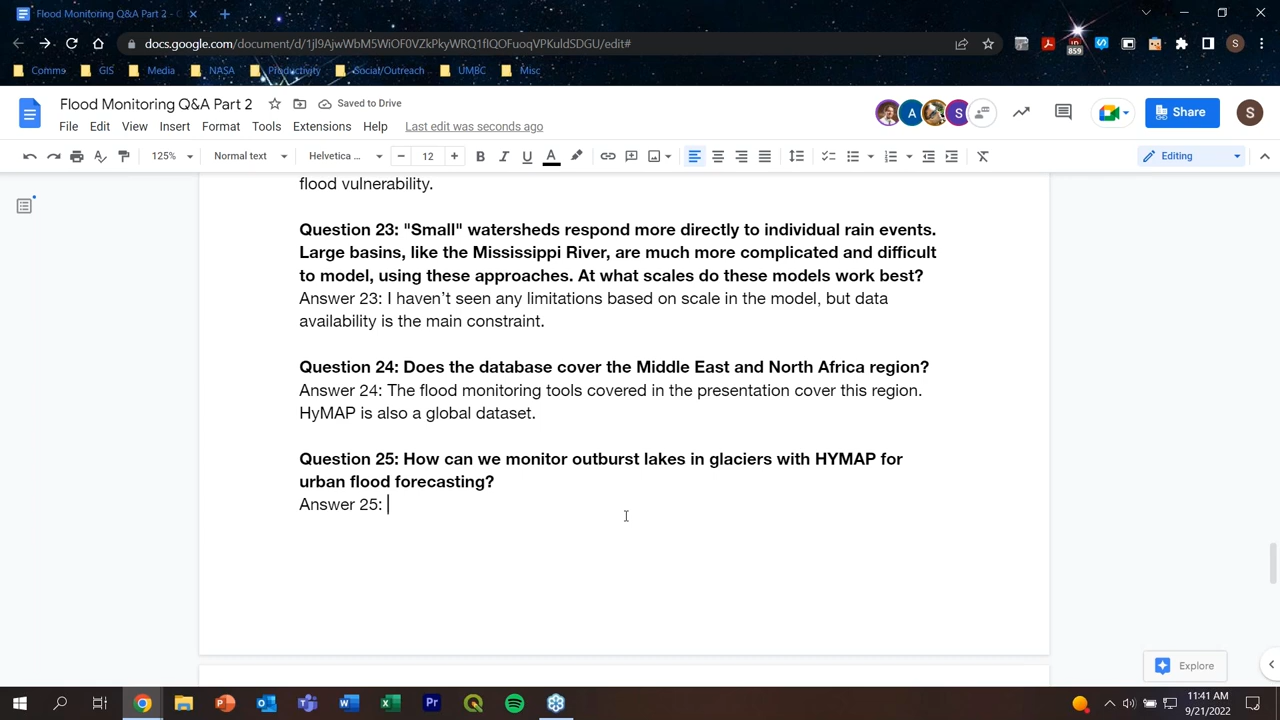 Flood Monitoring Q&A Part 2 - G
docs.google.com/document/d/1jl9AjwWbM5WiOF0VZkPkyWRQ1fIQOFuoqVPKuldSDGU/edit#
859
S
Comms GIS Media NASA Productivity Social/Outreach UMBC Misc
Flood Monitoring Q&A Part 2 Saved to Drive
A S Share S
File Edit View Insert Format Tools Extensions Help Last edit was seconds ago
125% Normal text Helvetica ... 12 B I U A Editing
flood vulnerability.
Question 23: "Small" watersheds respond more directly to individual rain events.
Large basins, like the Mississippi River, are much more complicated and difficult
to model, using these approaches. At what scales do these models work best?
Answer 23: I haven't seen any limitations based on scale in the model, but data
availability is the main constraint.
Question 24: Does the database cover the Middle East and North Africa region?
Answer 24: The flood monitoring tools covered in the presentation cover this region.
HyMAP is also a global dataset.
Question 25: How can we monitor outburst lakes in glaciers with HYMAP for
urban flood forecasting?
Answer 25:
Explore
11:41 AM
9/21/2022